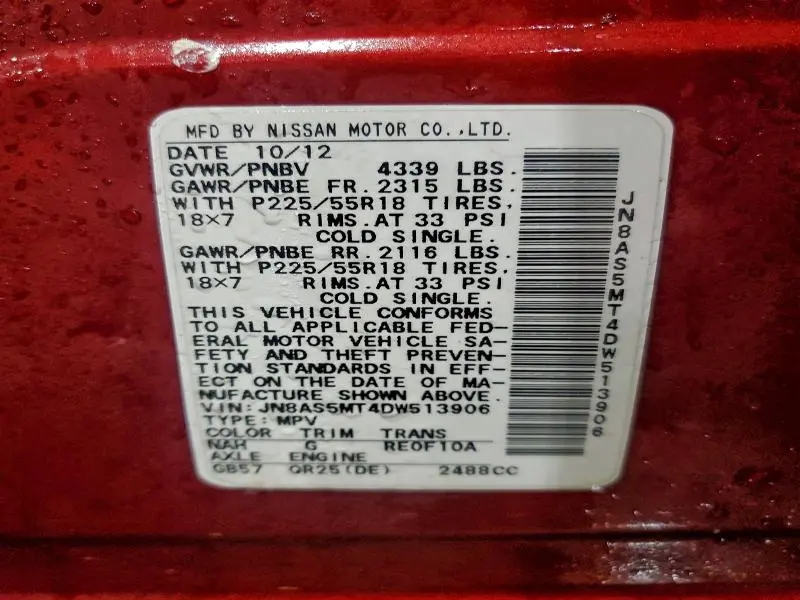 MFD BY NISSAN MOTOR CO.,LTD.
DATE 10/12
GVWR/PNBV 4339 LBS.
GAWR/PNBE FR. 2315 LBS.
WITH P225/55R18 TIRES,
18×7 RIMS.AT 33 PSI
COLD SINGLE.
GAWR/PNBE RR. 2116 LBS.
WITH P225/55R18 TIRES,
18×7 RIMS.AT 33 PSI
COLD SINGLE.
THIS VEHICLE CONFORMS
TO ALL APPLICABLE FED-
ERAL MOTOR VEHICLE SA-
FETY AND THEFT PREVEN-
TION STANDARDS IN EFF-
ECT ON THE DATE OF MA-
NUFACTURE SHOWN ABOVE.
VIN: JN8AS5MT4DW513906
TYPE: MPV
COLOR TRIM TRANS
NAH G RE0F10A
AXLE ENGINE
GB57 QR25(DE) 2488CC
JN8AS5MT4DW513906